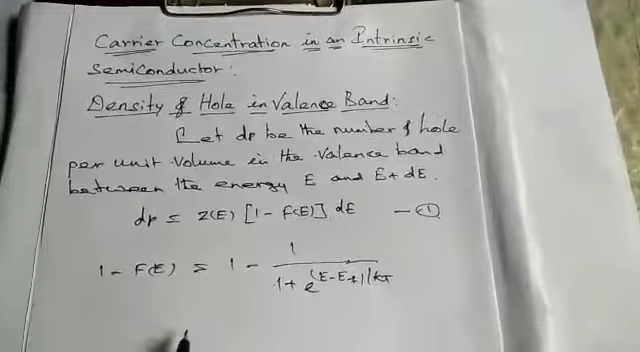 Carrier Concentration in an Intrinsic
Semiconductor:
Density of Hole in Valence Band:
Let dp be the number of hole
per unit volume in the valence band
between the energy E and E+dE.
dp = Z(E) [1 - F(E)] dE —①
1 - F(E) = 1 - 1 / 1 + e^(E-Ef)/kT